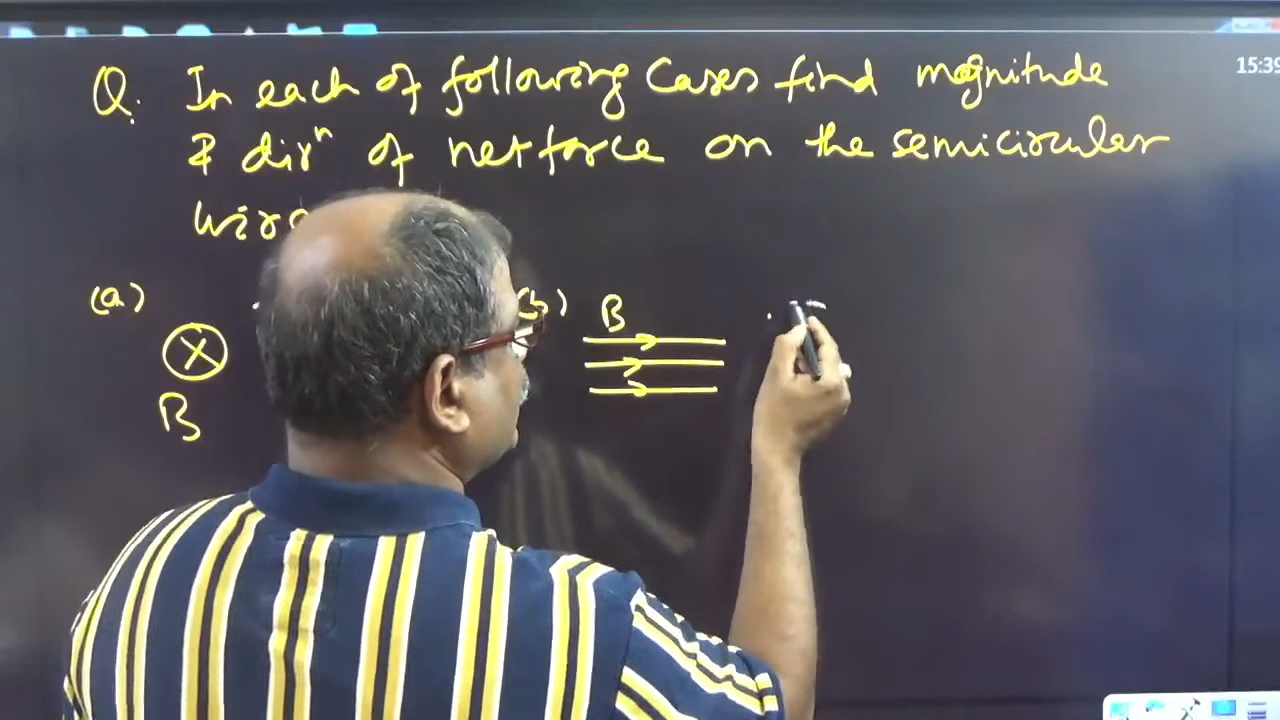 Q. In each of following cases find magnitude
& dirⁿ of net force on the semicircular
(a)
B
(b)
B
15:39